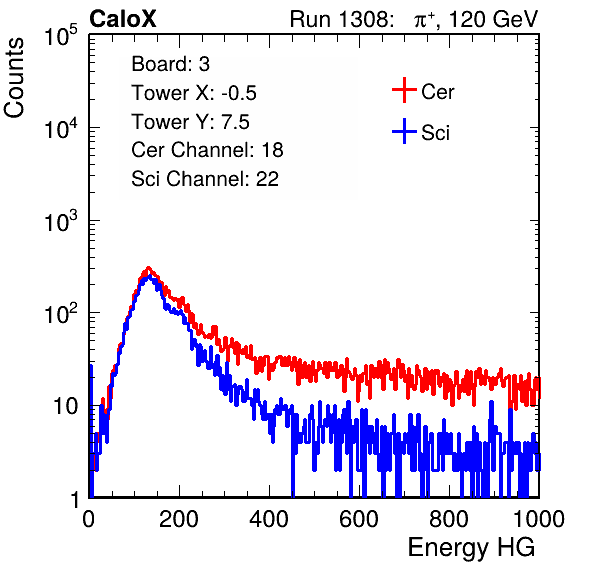 CaloX Run 1308: π⁺, 120 GeV
Counts
10⁵
10⁴
10³
10²
10
1
Board: 3
Tower X: -0.5
Tower Y: 7.5
Cer Channel: 18
Sci Channel: 22
Cer
Sci
0 200 400 600 800 1000
Energy HG